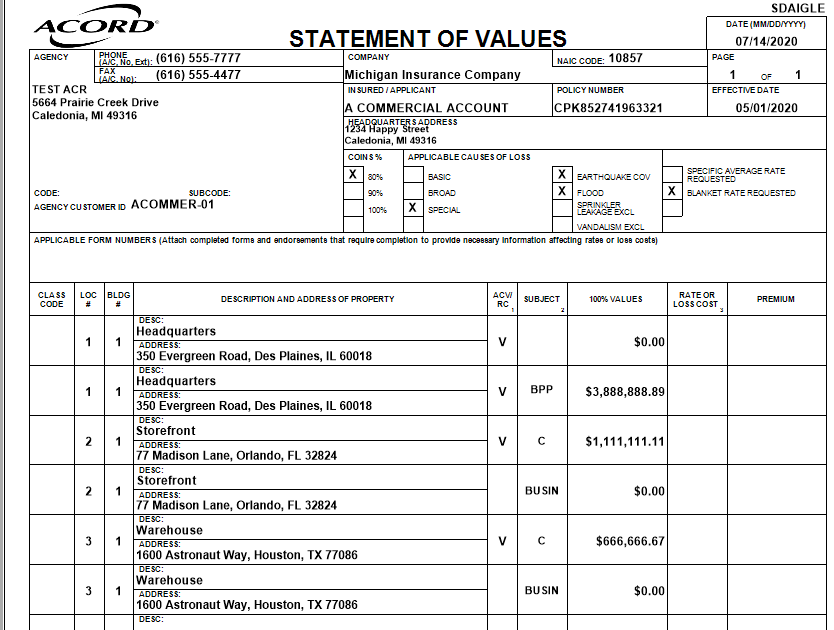 SDAIGLE
ACORD®
STATEMENT OF VALUES
DATE (MM/DD/YYYY)
07/14/2020
AGENCY
PHONE (A/C, No, Ext): (616) 555-7777
FAX (A/C, No): (616) 555-4477
COMPANY
NAIC CODE: 10857
Michigan Insurance Company
PAGE
1 OF 1
TEST ACR
5664 Prairie Creek Drive
Caledonia, MI 49316
INSURED / APPLICANT
A COMMERCIAL ACCOUNT
POLICY NUMBER
CPK852741963321
EFFECTIVE DATE
05/01/2020
HEADQUARTERS ADDRESS
1234 Happy Street
Caledonia, MI 49316
COINS % APPLICABLE CAUSES OF LOSS
X 80% BASIC X EARTHQUAKE COV SPECIFIC AVERAGE RATE REQUESTED
90% BROAD X FLOOD X BLANKET RATE REQUESTED
100% X SPECIAL SPRINKLER LEAKAGE EXCL
VANDALISM EXCL
CODE: SUBCODE:
AGENCY CUSTOMER ID ACOMMER-01
APPLICABLE FORM NUMBERS (Attach completed forms and endorsements that require completion to provide necessary information affecting rates or loss costs)
CLASS CODE LOC # BLDG # DESCRIPTION AND ADDRESS OF PROPERTY ACV/ RC 1 SUBJECT 2 100% VALUES RATE OR LOSS COST 3 PREMIUM
DESC:
Headquarters
1 1 V $0.00
ADDRESS:
350 Evergreen Road, Des Plaines, IL 60018
DESC:
Headquarters
1 1 V BPP $3,888,888.89
ADDRESS:
350 Evergreen Road, Des Plaines, IL 60018
DESC:
Storefront
2 1 V C $1,111,111.11
ADDRESS:
77 Madison Lane, Orlando, FL 32824
DESC:
Storefront
2 1 BUSIN $0.00
ADDRESS:
77 Madison Lane, Orlando, FL 32824
DESC:
Warehouse
3 1 V C $666,666.67
ADDRESS:
1600 Astronaut Way, Houston, TX 77086
DESC:
Warehouse
3 1 BUSIN $0.00
ADDRESS:
1600 Astronaut Way, Houston, TX 77086
DESC: